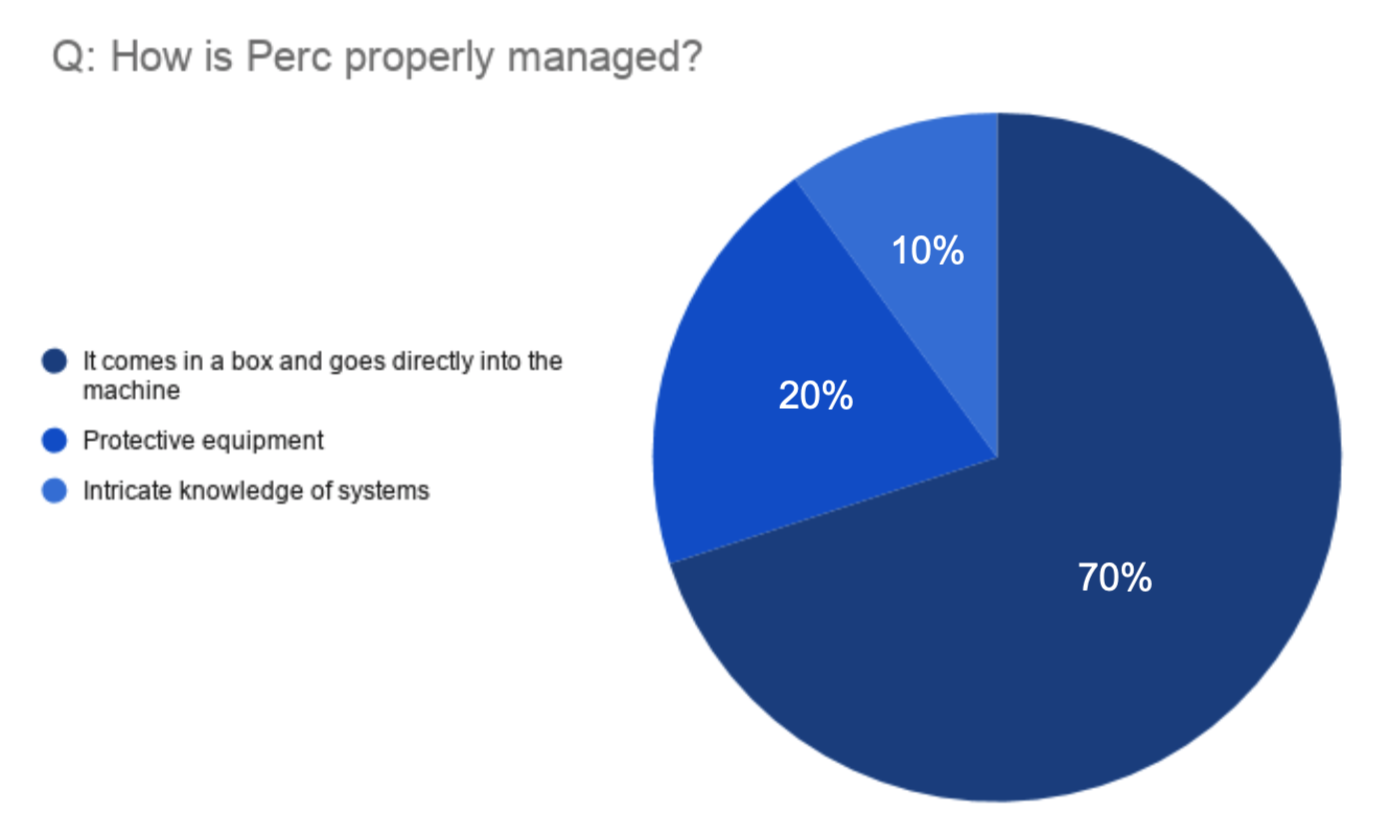 Q: How is Perc properly managed?
It comes in a box and goes directly into the
machine
Protective equipment
Intricate knowledge of systems
10%
20%
70%